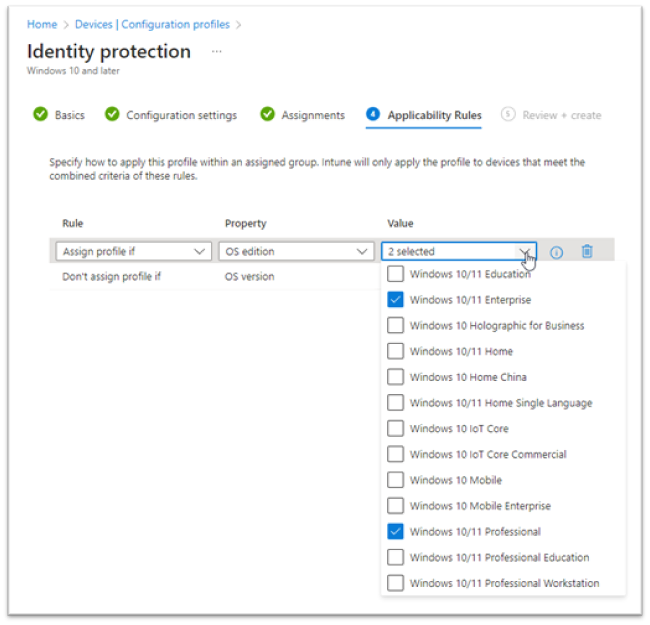 Home > Devices | Configuration profiles >
Identity protection ...
Windows 10 and later
Basics Configuration settings Assignments 4 Applicability Rules 5 Review + create
Specify how to apply this profile within an assigned group. Intune will only apply the profile to devices that meet the
combined criteria of these rules.
Rule Property Value
Assign profile if OS edition 2 selected
Don't assign profile if OS version
Windows 10/11 Education
Windows 10/11 Enterprise
Windows 10 Holographic for Business
Windows 10/11 Home
Windows 10 Home China
Windows 10/11 Home Single Language
Windows 10 IoT Core
Windows 10 IoT Core Commercial
Windows 10 Mobile
Windows 10 Mobile Enterprise
Windows 10/11 Professional
Windows 10/11 Professional Education
Windows 10/11 Professional Workstation